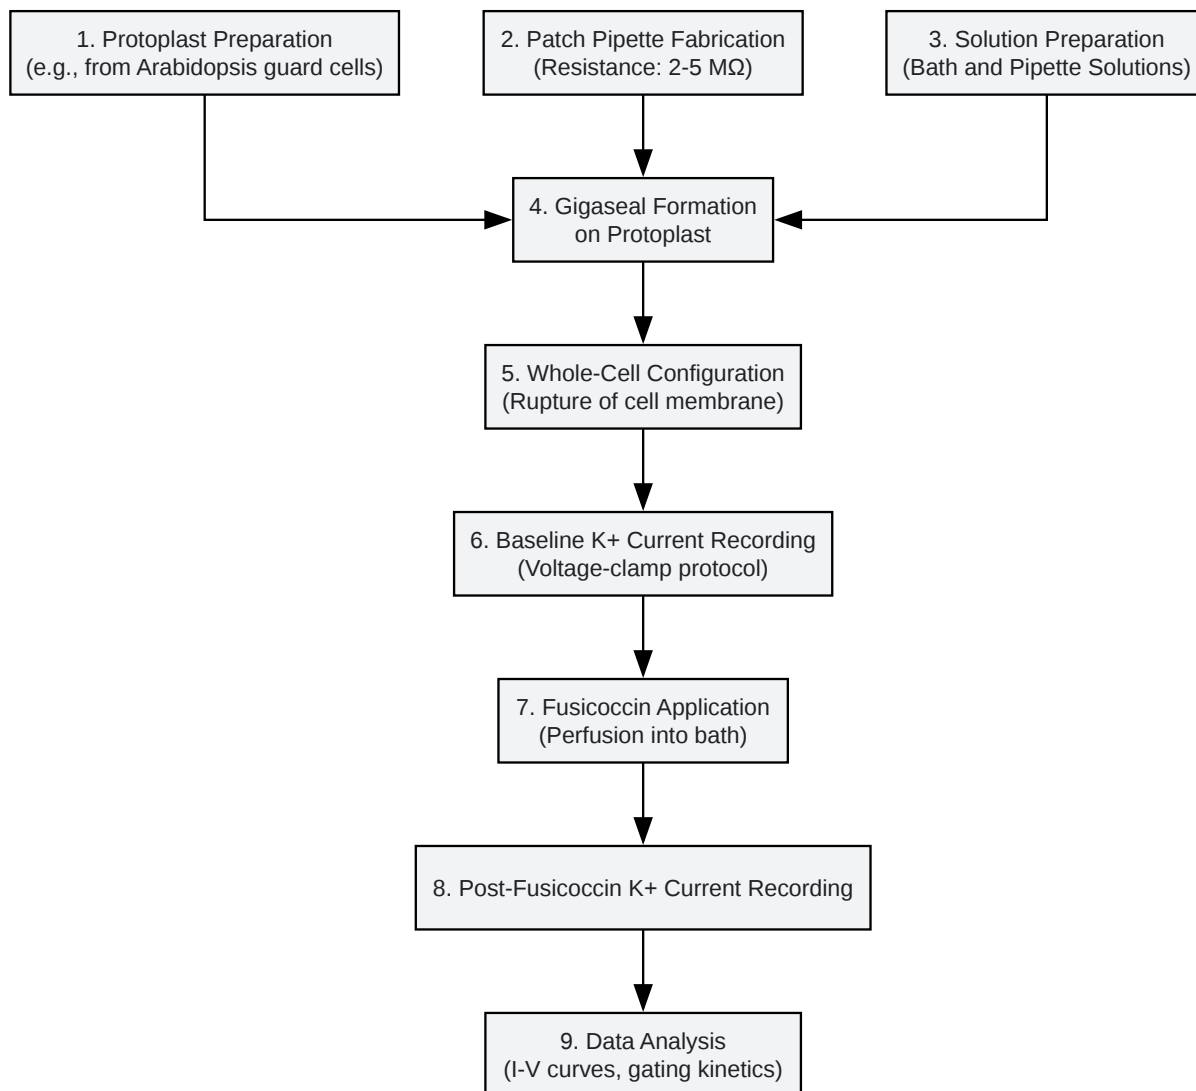 1. Protoplast Preparation
(e.g., from Arabidopsis guard cells)
2. Patch Pipette Fabrication
(Resistance: 2-5 MΩ)
3. Solution Preparation
(Bath and Pipette Solutions)
4. Gigaseal Formation
on Protoplast
5. Whole-Cell Configuration
(Rupture of cell membrane)
6. Baseline K+ Current Recording
(Voltage-clamp protocol)
7. Fusicoccin Application
(Perfusion into bath)
8. Post-Fusicoccin K+ Current Recording
9. Data Analysis
(I-V curves, gating kinetics)